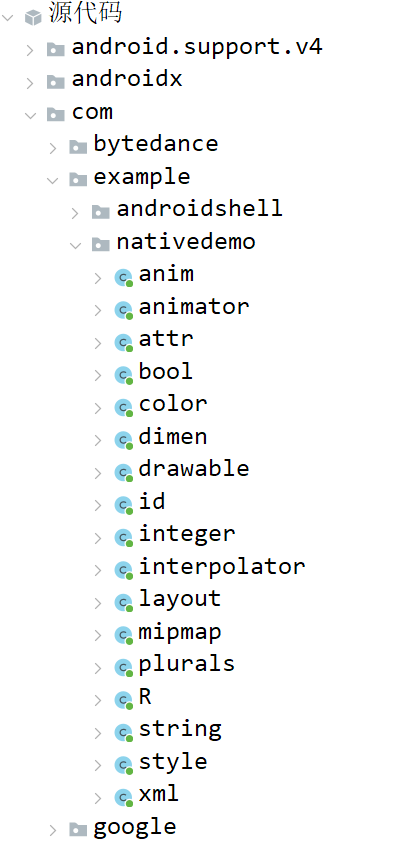 源代码
android.support.v4
androidx
com
bytedance
example
androidshell
nativedemo
anim
animator
attr
bool
color
dimen
drawable
id
integer
interpolator
layout
mipmap
plurals
R
string
style
xml
google